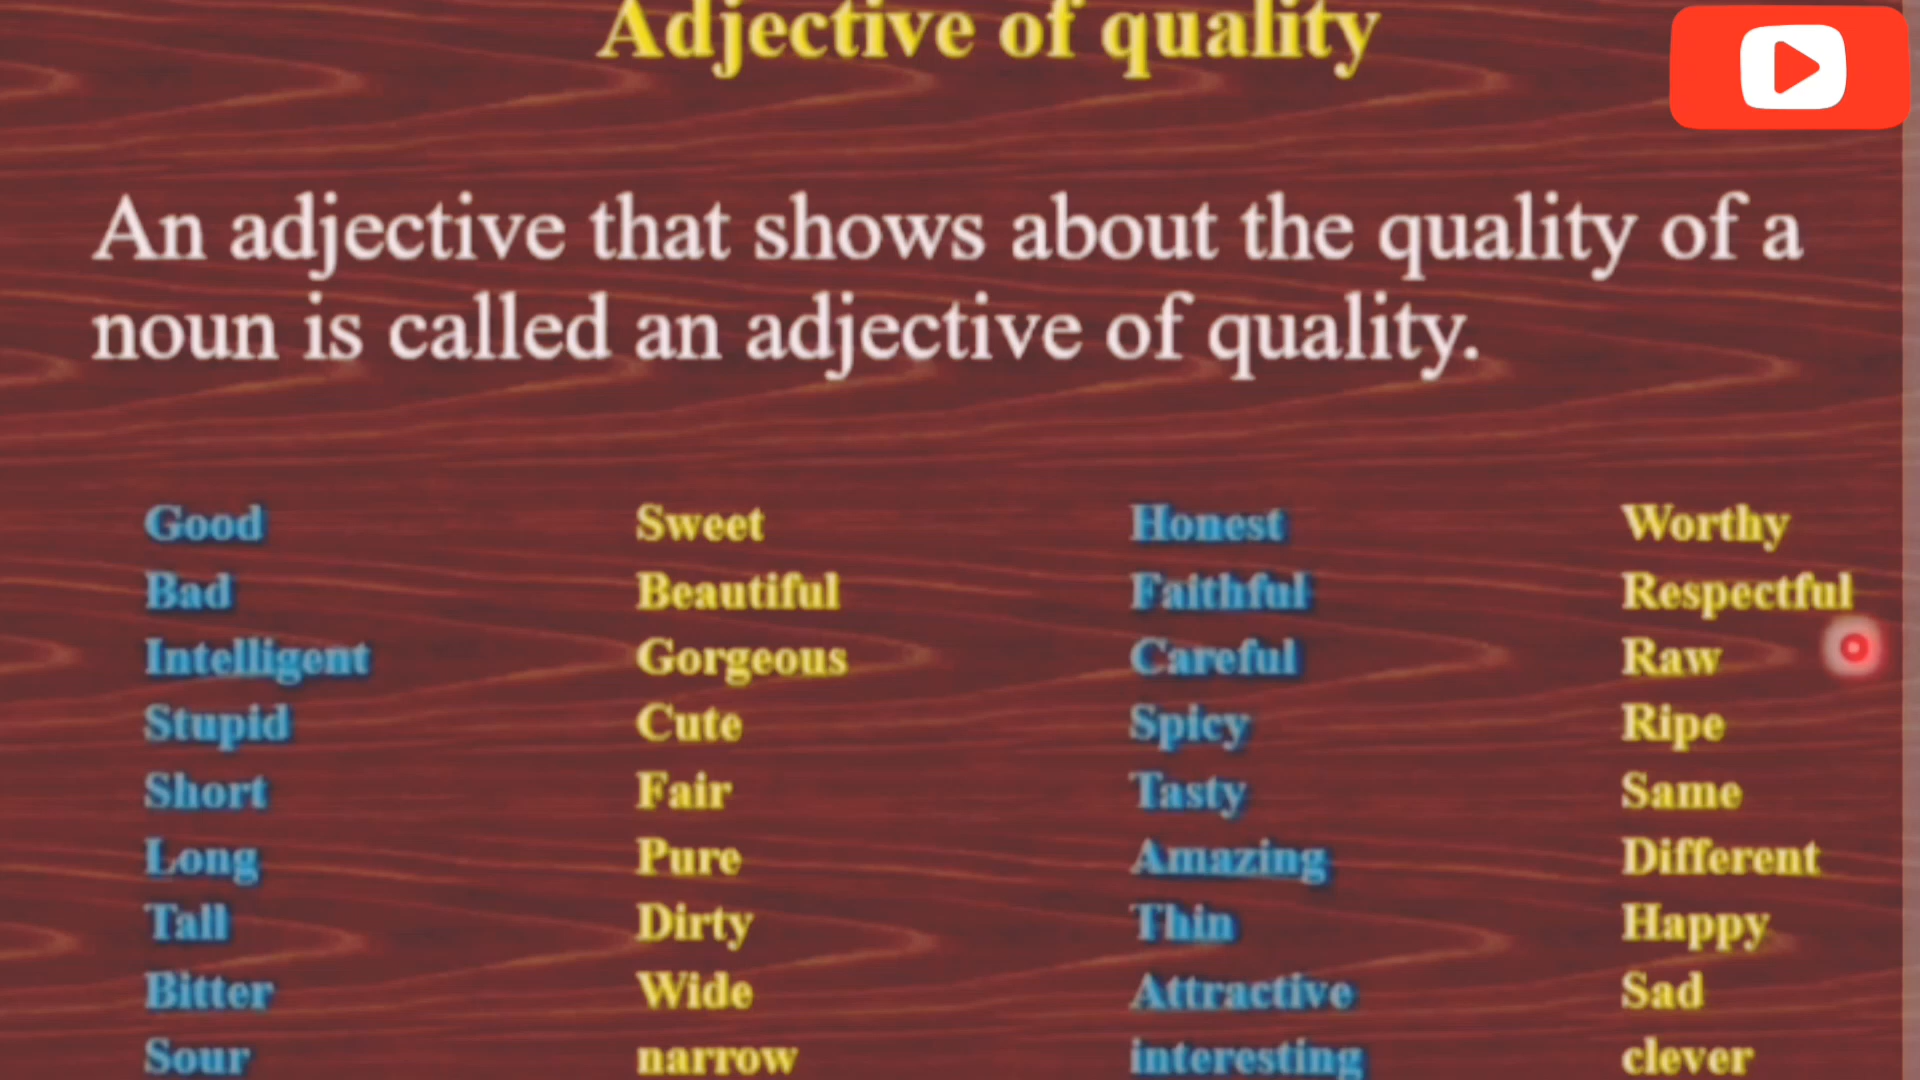 Adjective of quality
An adjective that shows about the quality of a
noun is called an adjective of quality.
Good Sweet Honest Worthy
Bad Beautiful Faithful Respectful
Intelligent Gorgeous Careful Raw
Stupid Cute Spicy Ripe
Short Fair Tasty Same
Long Pure Amazing Different
Tall Dirty Thin Happy
Bitter Wide Attractive Sad
Sour narrow interesting clever